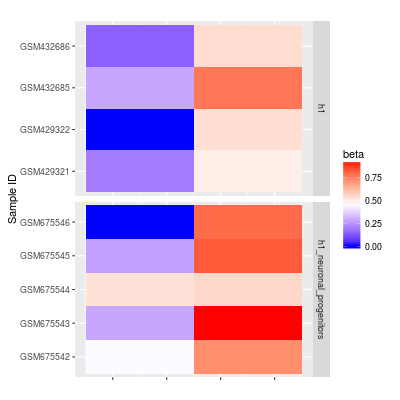 GSM432686
GSM432685
GSM429322
GSM429321
h1
Sample ID
GSM675546
GSM675545
GSM675544
GSM675543
GSM675542
h1_neuronal_progenitors
beta
0.75
0.50
0.25
0.00